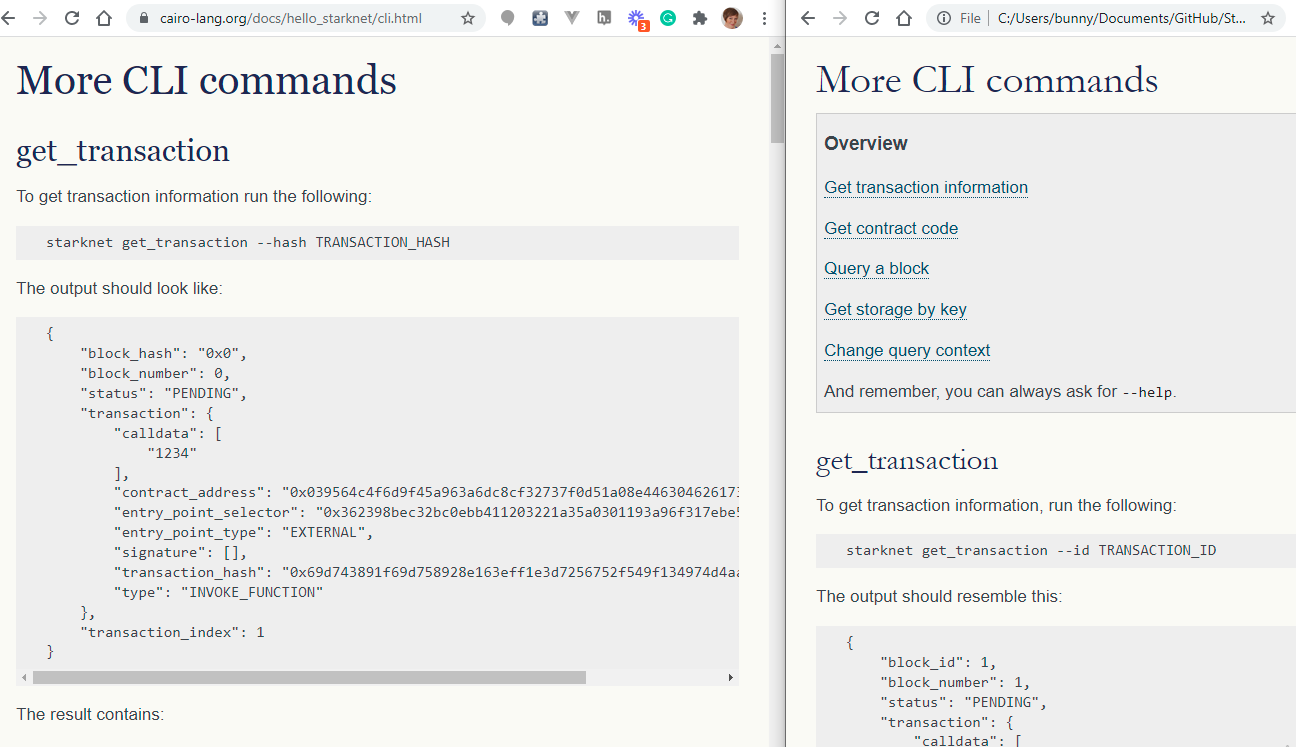 cairo-lang.org/docs/hello_starknet/cli.html
3
More CLI commands
get_transaction
To get transaction information run the following:
starknet get_transaction --hash TRANSACTION_HASH
The output should look like:
{
"block_hash": "0x0",
"block_number": 0,
"status": "PENDING",
"transaction": {
"calldata": [
"1234"
],
"contract_address": "0x039564c4f6d9f45a963a6dc8cf32737f0d51a08e44630462617
"entry_point_selector": "0x362398bec32bc0ebb411203221a35a0301193a96f317ebe
"entry_point_type": "EXTERNAL",
"signature": [],
"transaction_hash": "0x69d743891f69d758928e163eff1e3d7256752f549f134974d4a
"type": "INVOKE_FUNCTION"
},
"transaction_index": 1
}
The result contains:
File C:/Users/bunny/Documents/GitHub/St...
More CLI commands
Overview
Get transaction information
Get contract code
Query a block
Get storage by key
Change query context
And remember, you can always ask for --help.
get_transaction
To get transaction information, run the following:
starknet get_transaction --id TRANSACTION_ID
The output should resemble this:
{
"block_id": 1,
"block_number": 1,
"status": "PENDING",
"transaction": {
"calldata": [